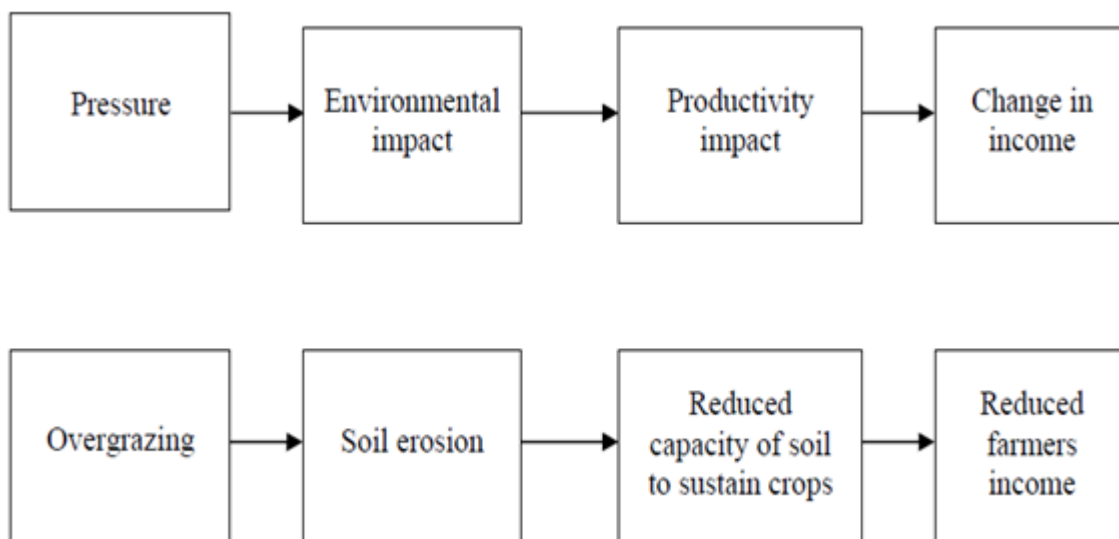 Pressure
Environmental
impact
Productivity
impact
Change in
income
Overgrazing
Soil erosion
Reduced
capacity of soil
to sustain crops
Reduced
farmers
income